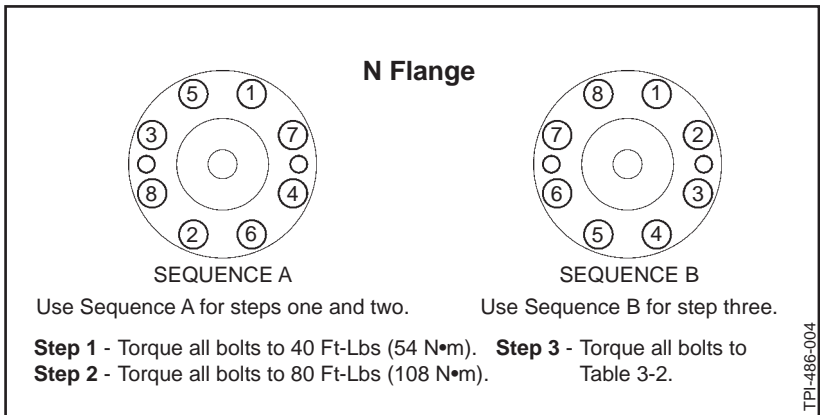 N Flange
5 1
3 7
8 4
2 6
SEQUENCE A
Use Sequence A for steps one and two.
8 1
7 2
6 3
5 4
SEQUENCE B
Use Sequence B for step three.
Step 1 - Torque all bolts to 40 Ft-Lbs (54 N•m).
Step 2 - Torque all bolts to 80 Ft-Lbs (108 N•m).
Step 3 - Torque all bolts to
Table 3-2.
TPI-486-004